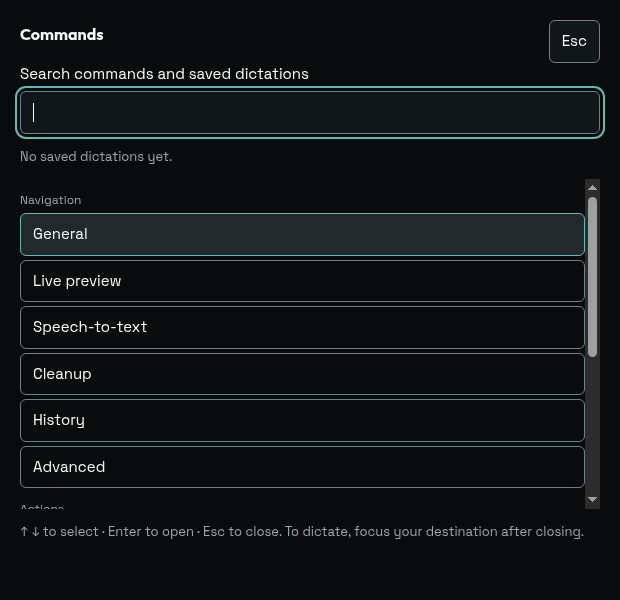 Commands
Esc
Search commands and saved dictations
No saved dictations yet.
Navigation
General
Live preview
Speech-to-text
Cleanup
History
Advanced
Actions
↑ ↓ to select · Enter to open · Esc to close. To dictate, focus your destination after closing.